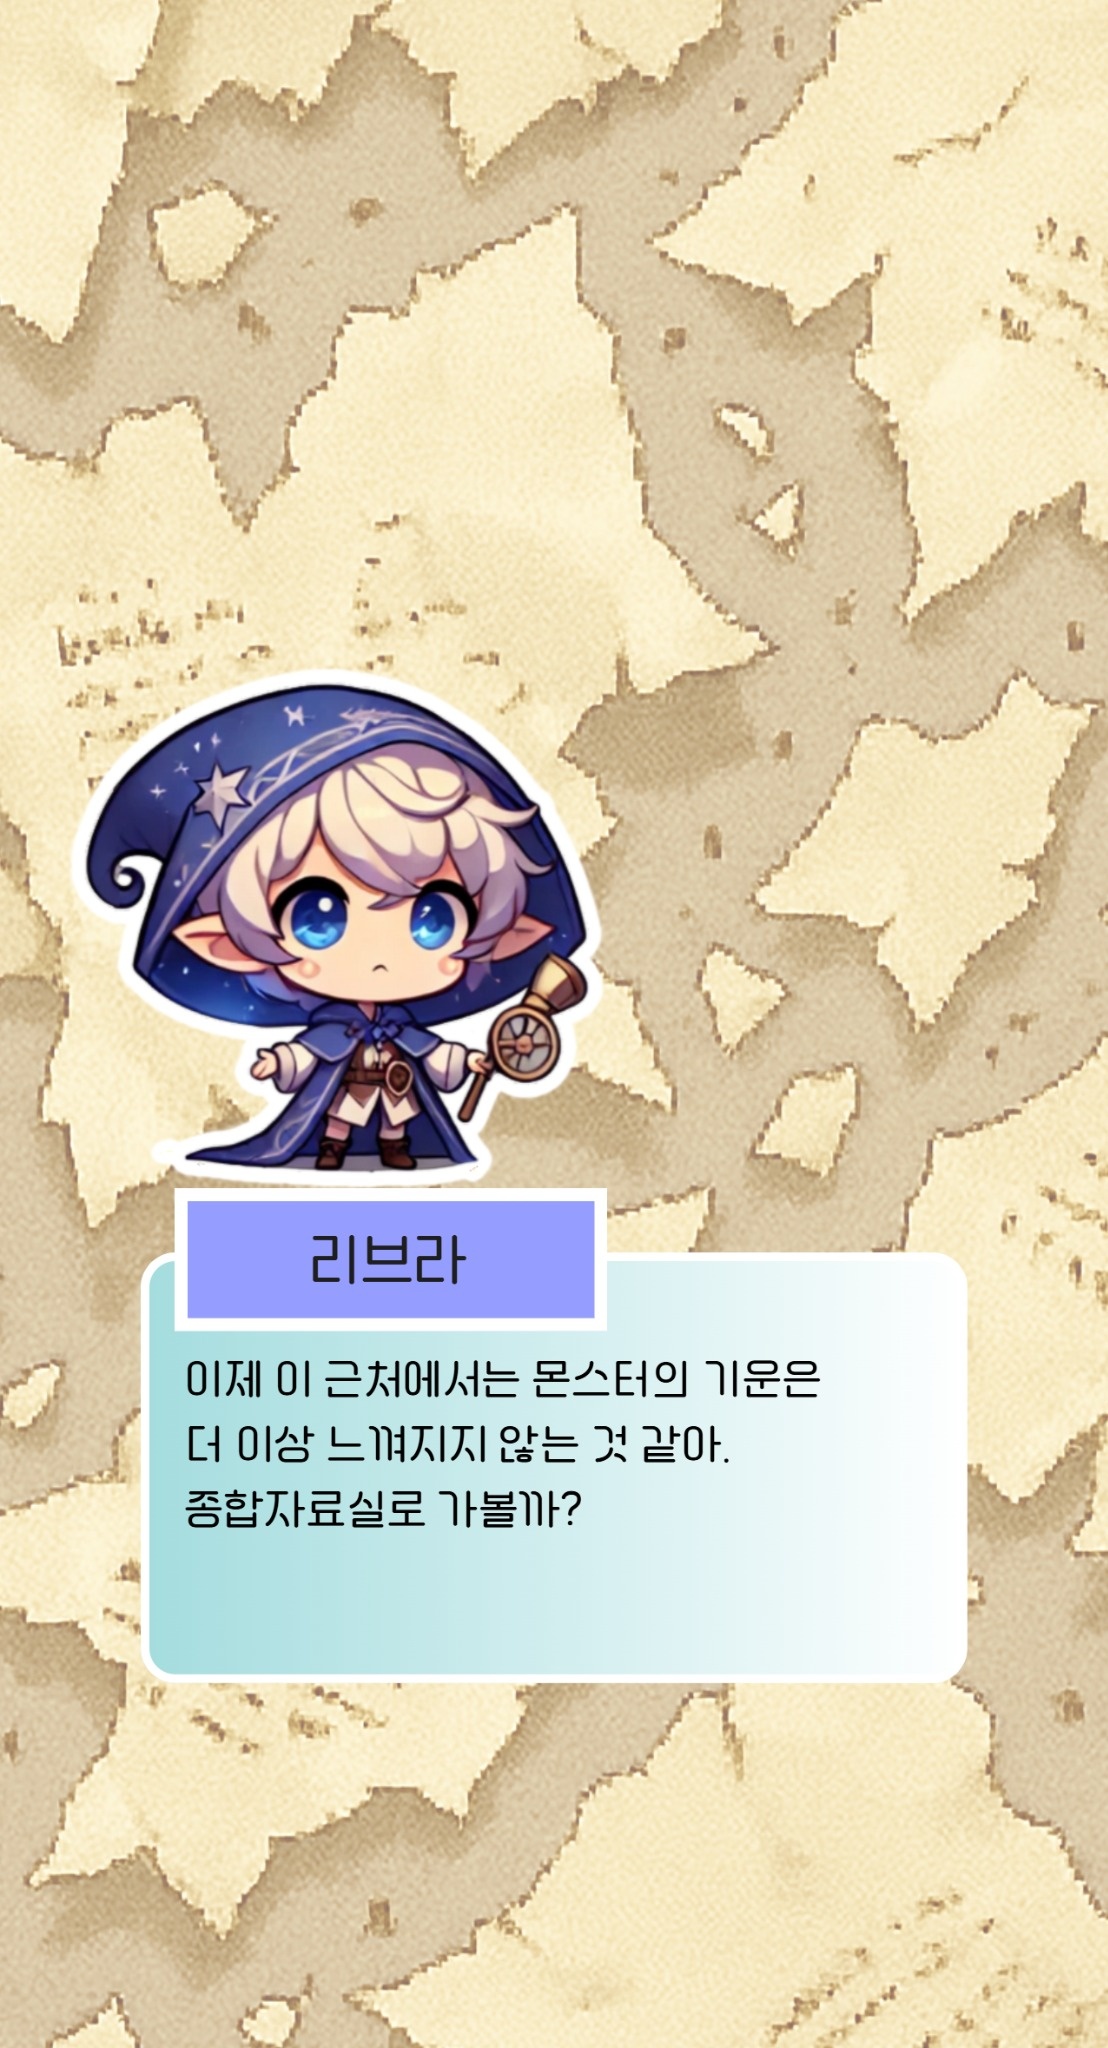 리브라
이제 이 근처에서는 몬스터의 기운은
더 이상 느껴지지 않는 것 같아.
종합자료실로 가볼까?